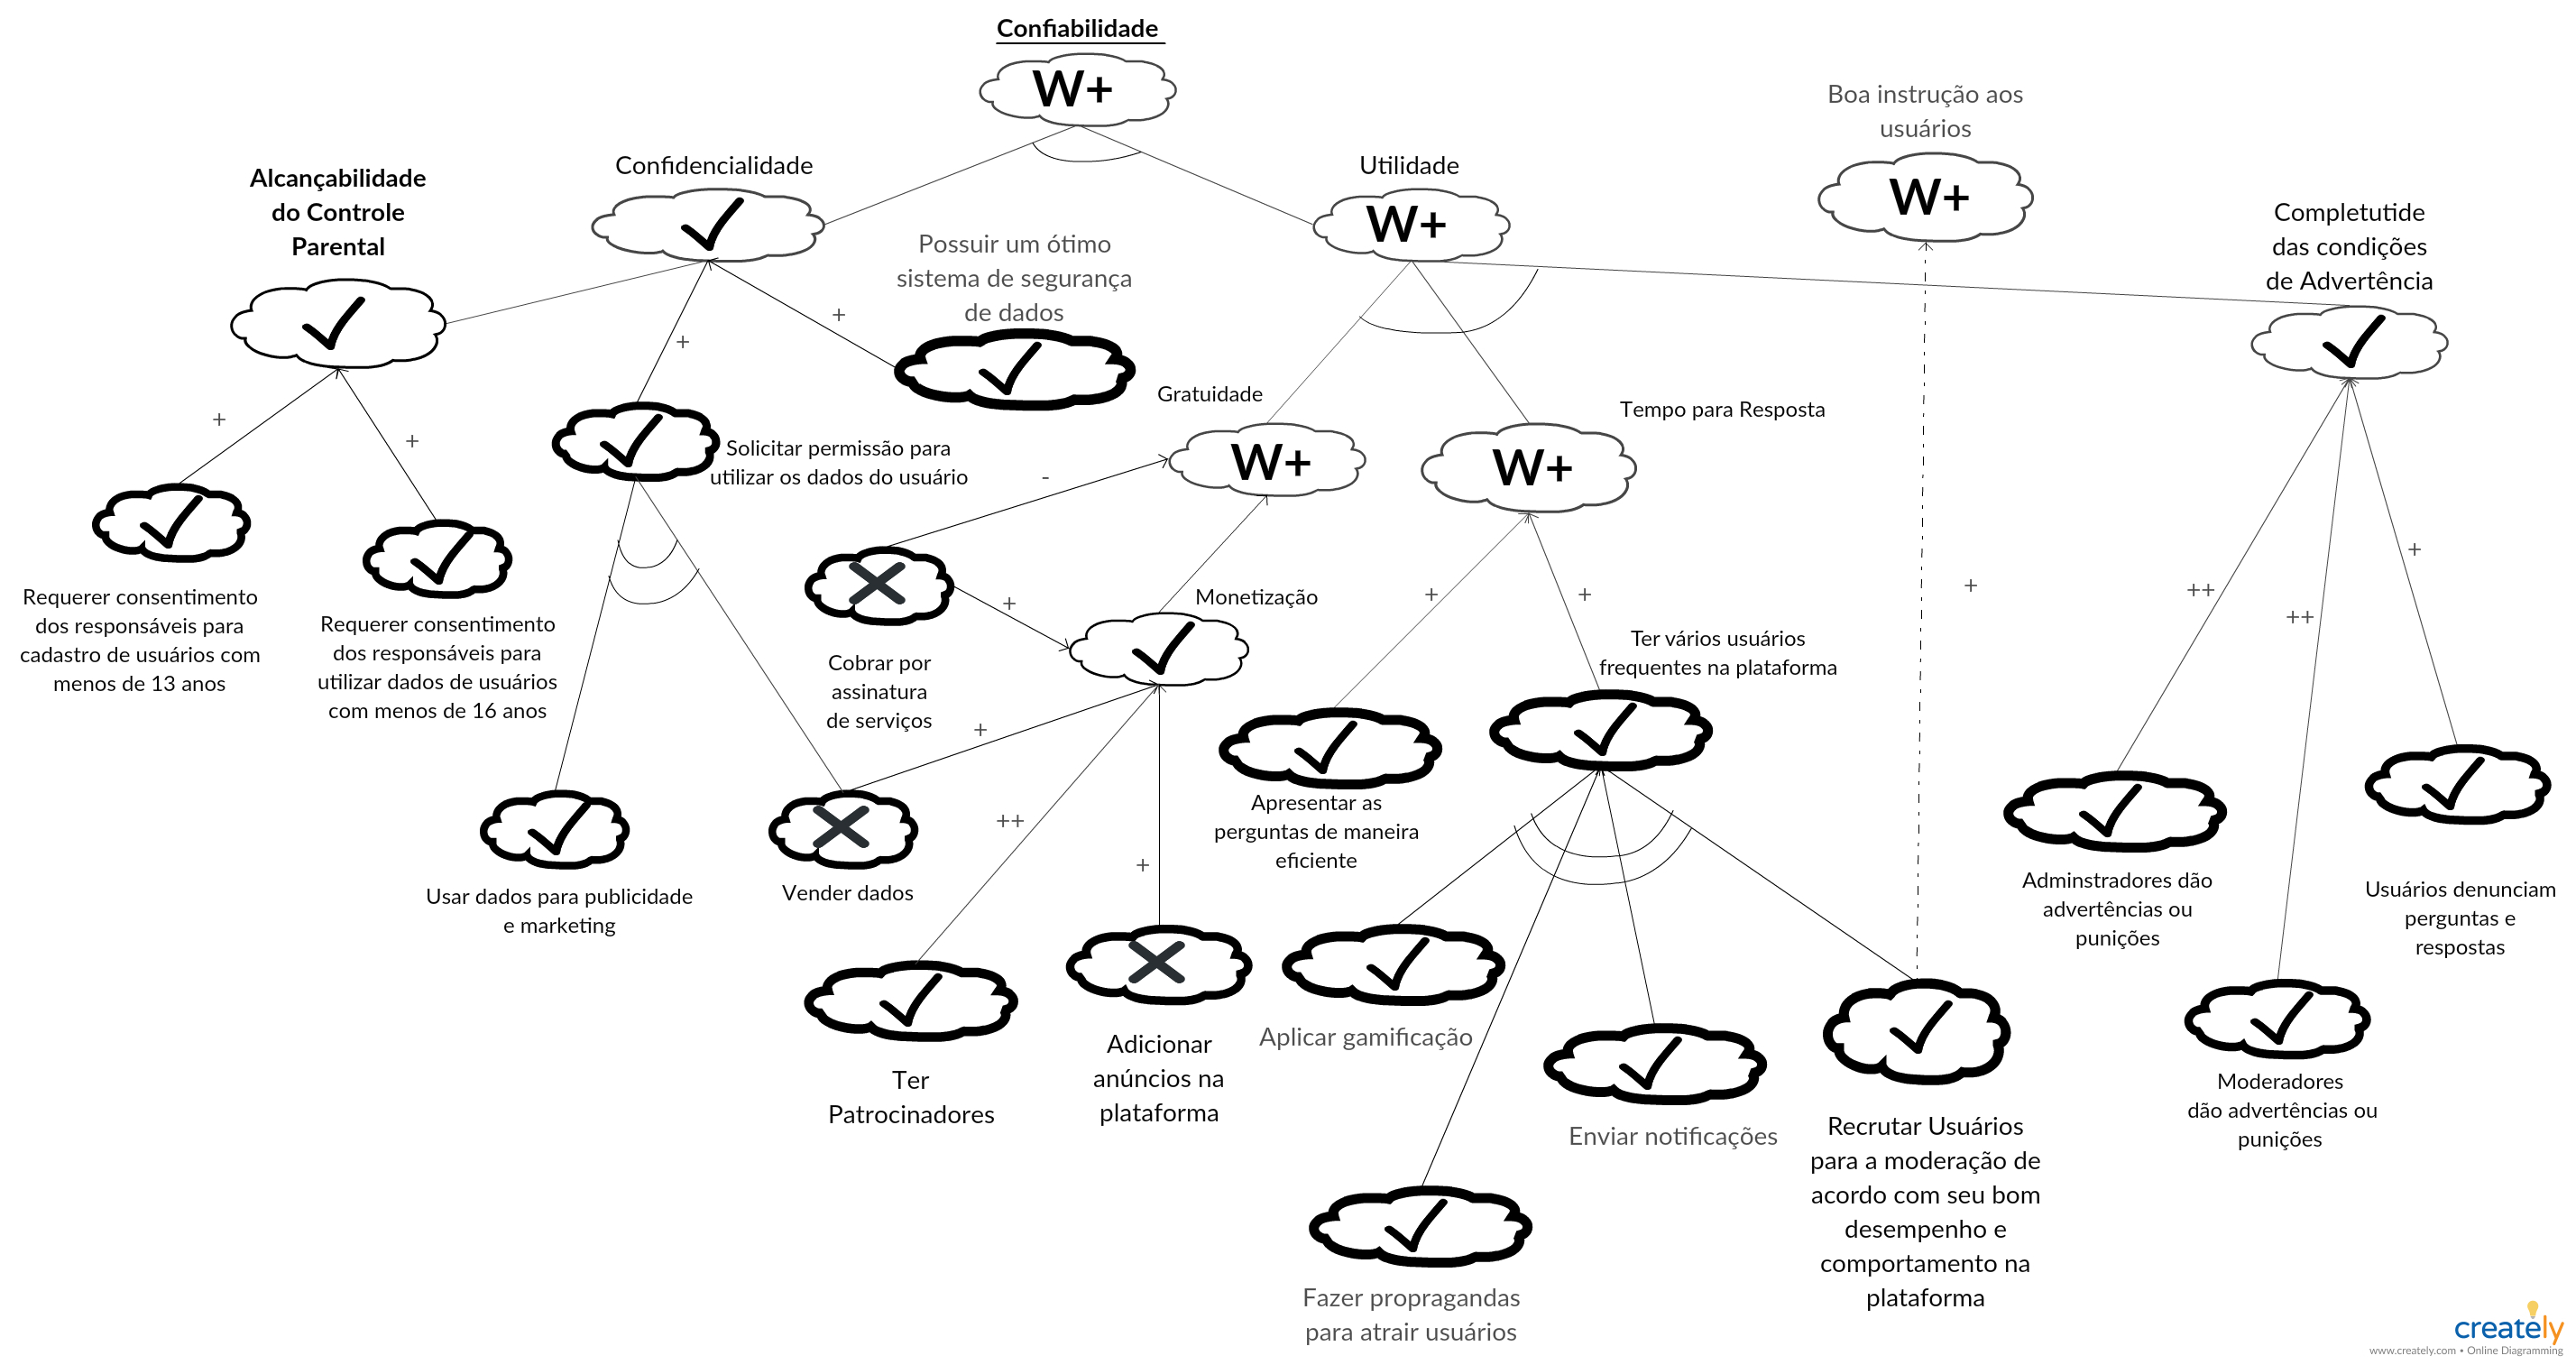 Confiabilidade
W+
Boa instrução aos
usuários
W+
Alcançabilidade
do Controle
Parental
Confidencialidade
Utilidade
W+
Completutide
das condições
de Advertência
Possuir um ótimo
sistema de segurança
de dados
+
+
Gratuidade
W+
Tempo para Resposta
W+
+
+
Solicitar permissão para
utilizar os dados do usuário
-
Requerer consentimento
dos responsáveis para
cadastro de usuários com
menos de 13 anos
Requerer consentimento
dos responsáveis para
utilizar dados de usuários
com menos de 16 anos
+
Monetização
Cobrar por
assinatura
de serviços
+
+
+
++
++
+
Ter vários usuários
frequentes na plataforma
+
++
+
Apresentar as
perguntas de maneira
eficiente
Usar dados para publicidade
e marketing
Vender dados
Adminstradores dão
advertências ou
punições
Usuários denunciam
perguntas e
respostas
Ter
Patrocinadores
Adicionar
anúncios na
plataforma
Aplicar gamificação
Enviar notificações
Recrutar Usuários
para a moderação de
acordo com seu bom
desempenho e
comportamento na
plataforma
Moderadores
dão advertências ou
punições
Fazer propragandas
para atrair usuários
creately
www.creately.com • Online Diagramming